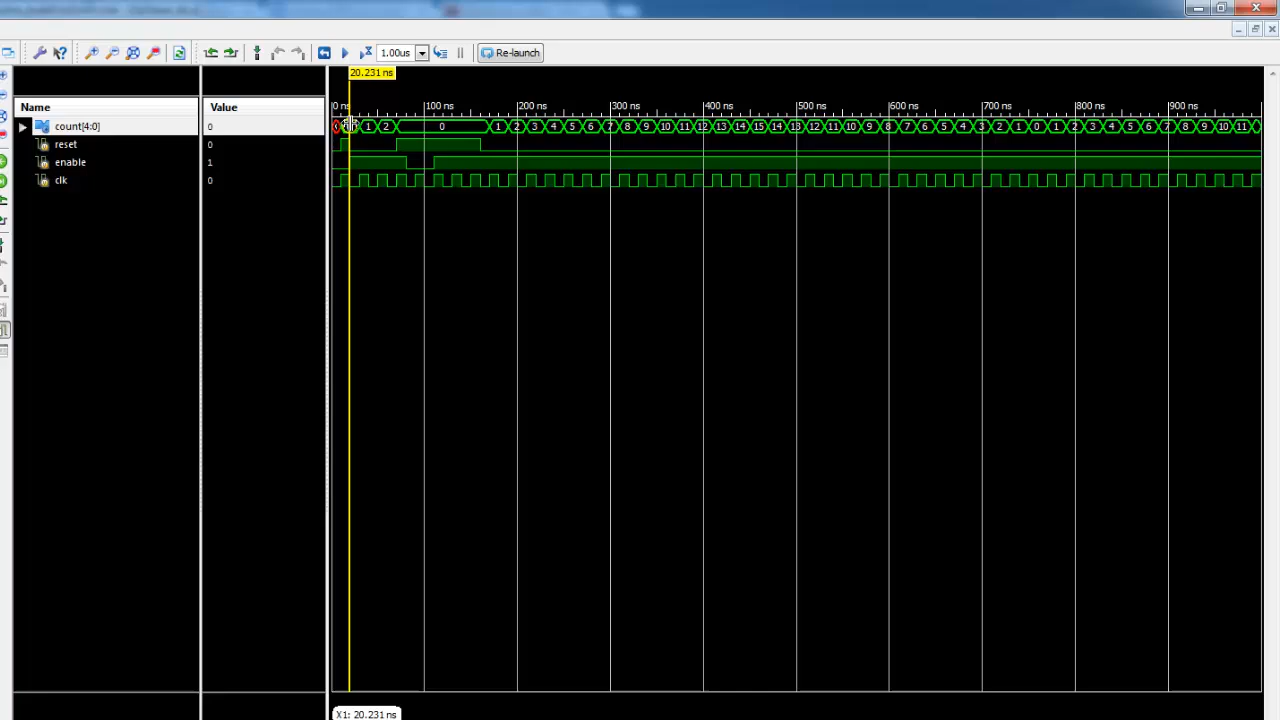 1.00us
Re-launch
20.231 ns
Name Value
0 ns 100 ns 200 ns 300 ns 400 ns 500 ns 600 ns 700 ns 800 ns 900 ns
count[4:0] 0 1 2 0 1 2 3 4 5 6 7 8 9 10 11 12 13 14 15 14 13 12 11 10 9 8 7 6 5 4 3 2 1 0 1 2 3 4 5 6 7 8 9 10 11
reset 0
enable 1
clk 0
X1: 20.231 ns